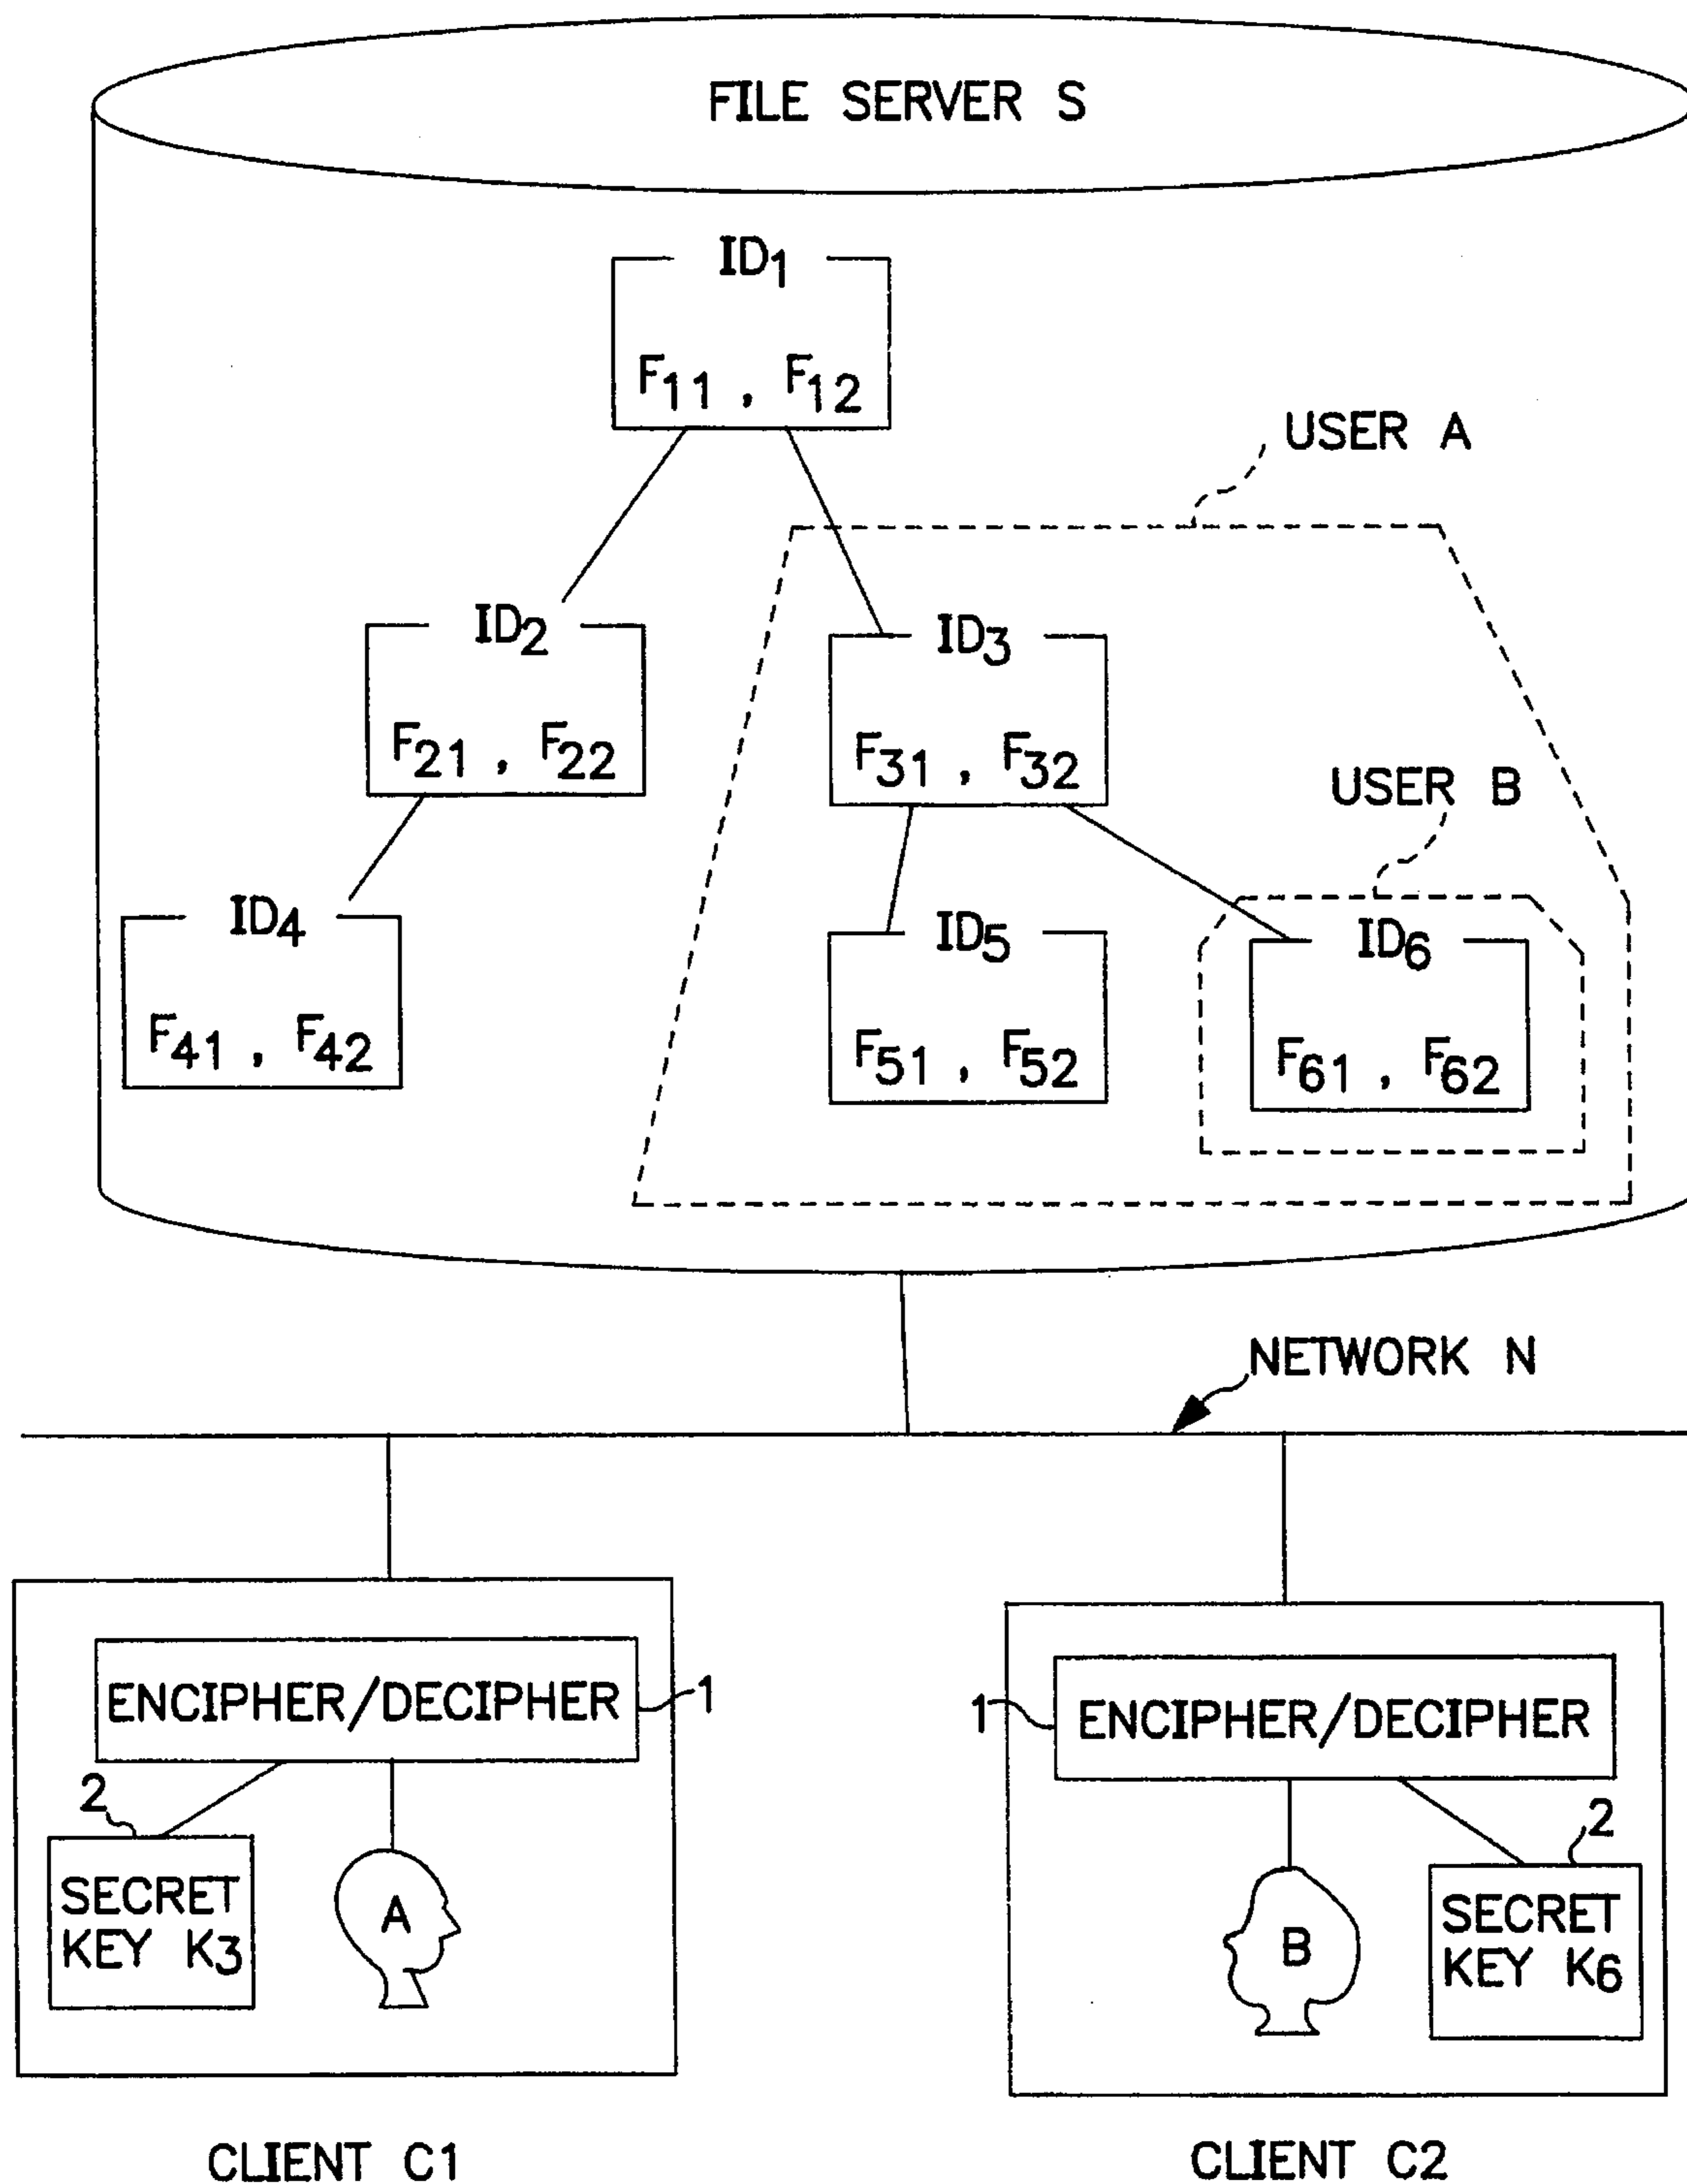 FILE SERVER S
ID1
F11 , F12
USER A
ID2
F21 , F22
ID3
F31 , F32
USER B
ID4
F41 , F42
ID5
F51 , F52
ID6
F61 , F62
NETWORK N
ENCIPHER/DECIPHER
1
2
SECRET
KEY K3
A
CLIENT C1
1
ENCIPHER/DECIPHER
2
B
SECRET
KEY K6
CLIENT C2